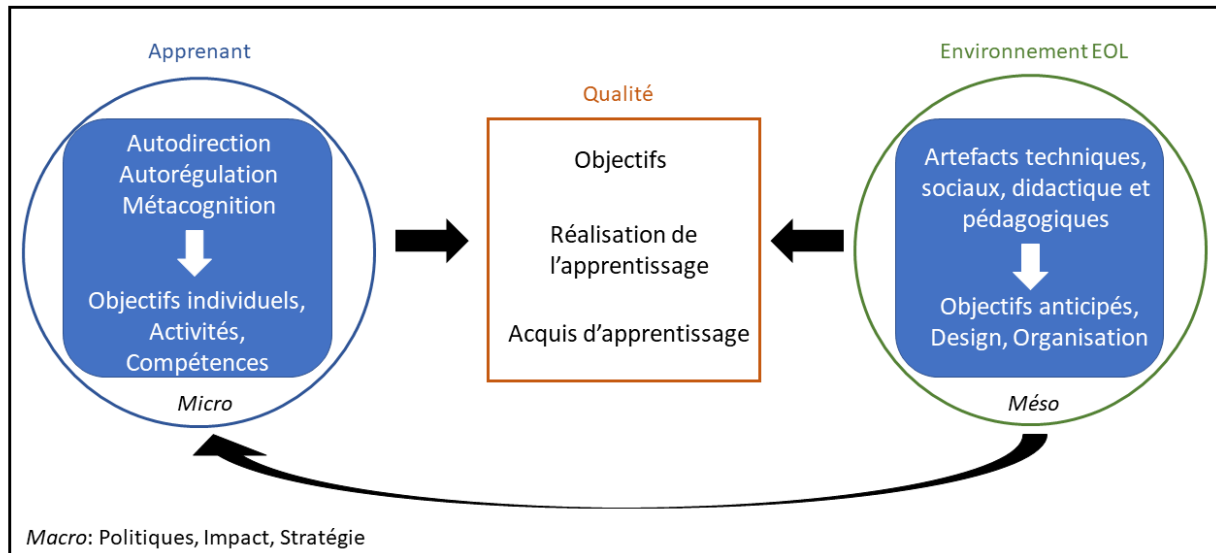 Apprenant
Autodirection
Autorégulation
Métacognition
Objectifs individuels,
Activités,
Compétences
Micro
Qualité
Objectifs
Réalisation de
l'apprentissage
Acquis d'apprentissage
Environnement EOL
Artefacts techniques,
sociaux, didactique et
pédagogiques
Objectifs anticipés,
Design, Organisation
Méso
Macro: Politiques, Impact, Stratégie